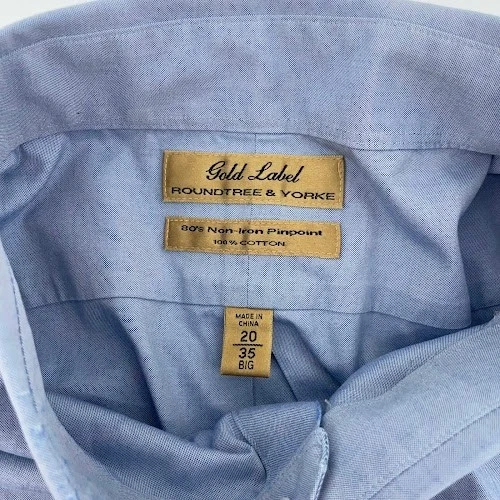 Gold Label
ROUNDTREE & YORKE
80's Non-Iron Pinpoint
100% COTTON
MADE IN
CHINA
20
35
BIG